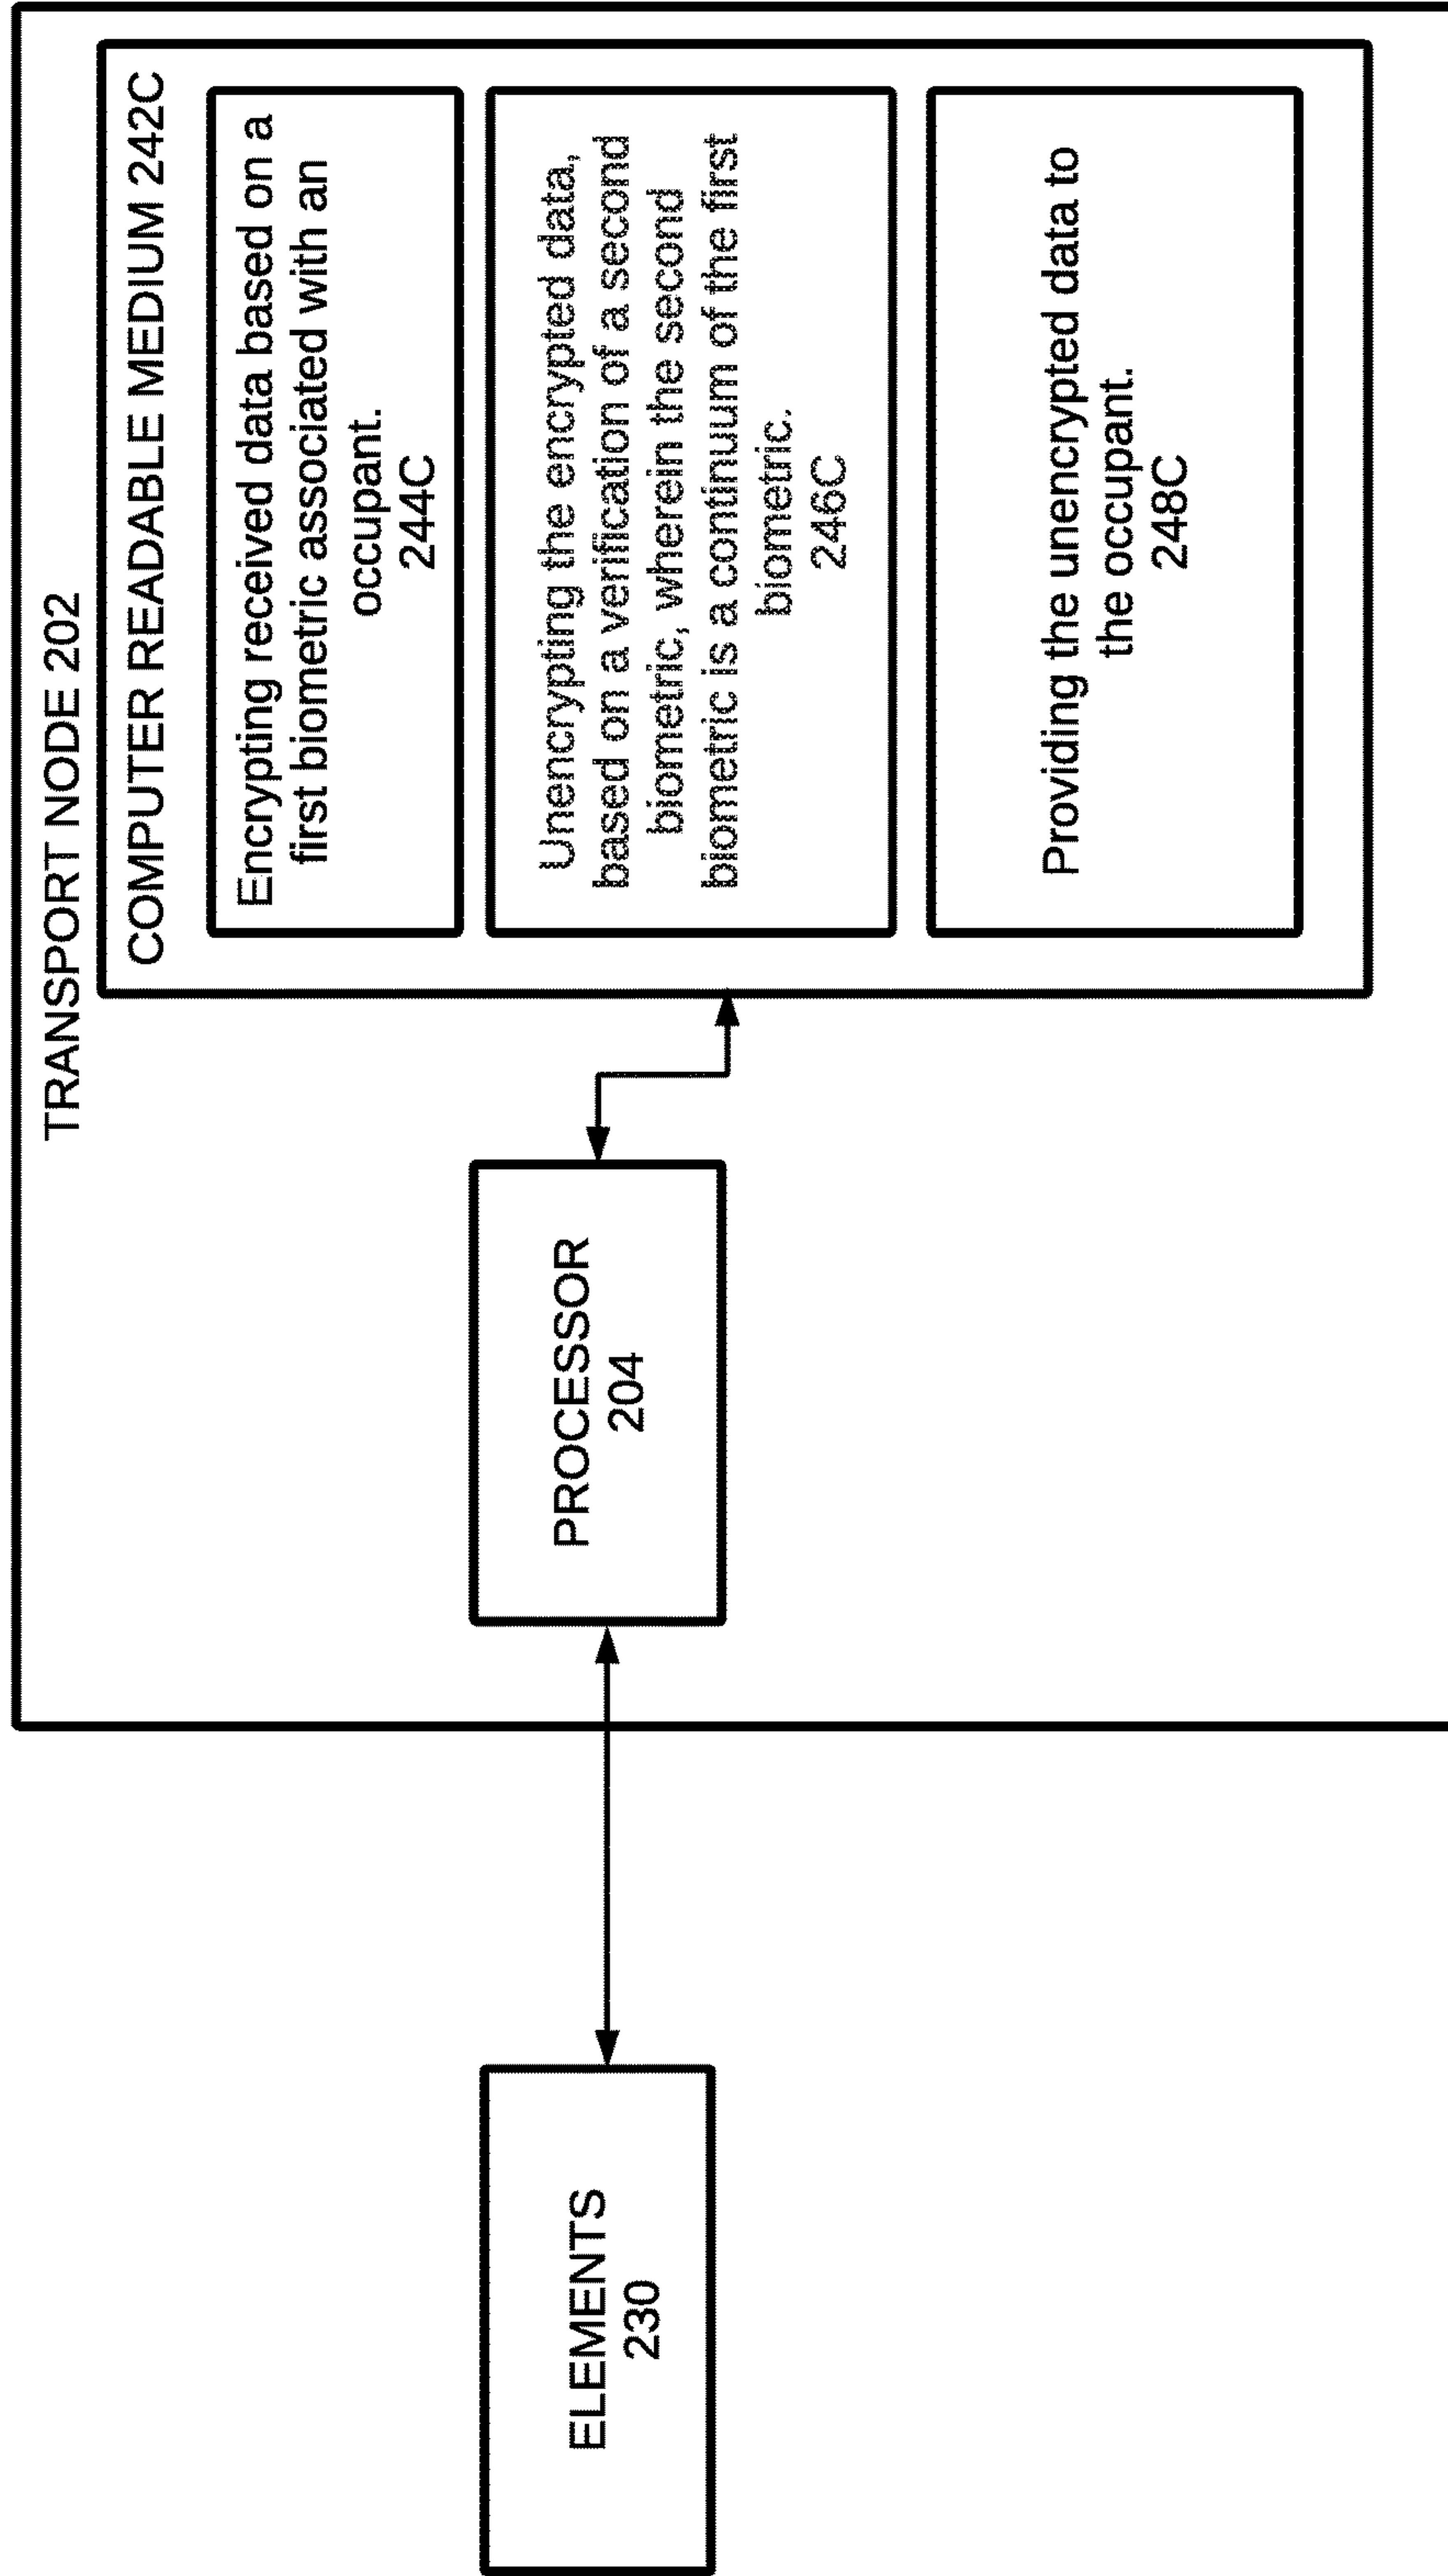 TRANSPORT NODE 202
COMPUTER READABLE MEDIUM 242C
Encrypting received data based on a
first biometric associated with an
occupant.
244C
Unencrypting the encrypted data,
based on a verification of a second
biometric, wherein the second
biometric is a continuum of the first
biometric.
246C
Providing the unencrypted data to
the occupant.
248C
PROCESSOR
204
ELEMENTS
230